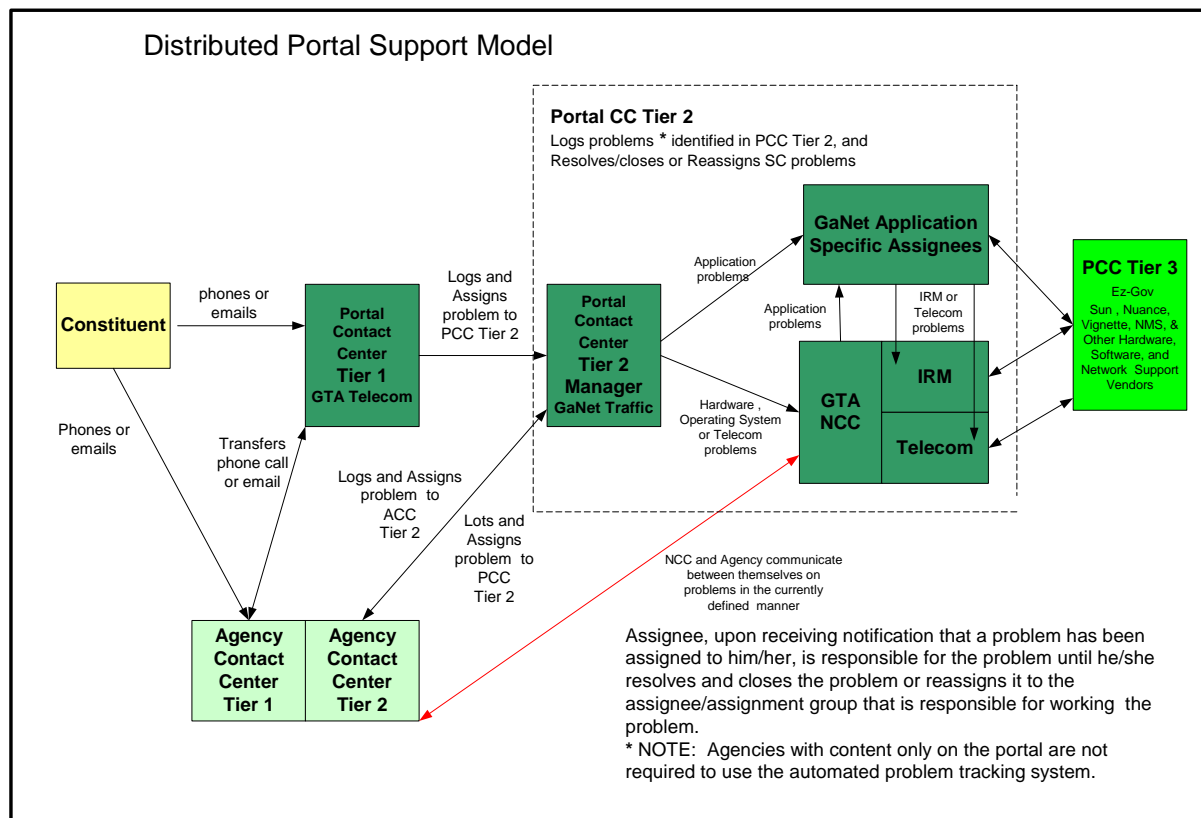 Distributed Portal Support Model
Portal CC Tier 2
Logs problems * identified in PCC Tier 2, and
Resolves/closes or Reassigns SC problems
GaNet Application
Specific Assignees
PCC Tier 3
Ez-Gov
Sun , Nuance,
Vignette, NMS, &
Other Hardware,
Software, and
Network Support
Vendors
Constituent
phones or
emails
Portal
Contact
Center
Tier 1
GTA Telecom
Logs and
Assigns
problem to
PCC Tier 2
Portal
Contact
Center
Tier 2
Manager
GaNet Traffic
Application
problems
Application
problems
IRM or
Telecom
problems
GTA
NCC
IRM
Telecom
Hardware ,
Operating System
or Telecom
problems
Phones or
emails
Transfers
phone call
or email
Logs and Assigns
problem to
ACC
Tier 2
Lots and
Assigns
problem to
PCC
Tier 2
NCC and Agency communicate
between themselves on
problems in the currently
defined manner
Agency
Contact
Center
Tier 1
Agency
Contact
Center
Tier 2
Assignee, upon receiving notification that a problem has been
assigned to him/her, is responsible for the problem until he/she
resolves and closes the problem or reassigns it to the
assignee/assignment group that is responsible for working the
problem.
* NOTE: Agencies with content only on the portal are not
required to use the automated problem tracking system.